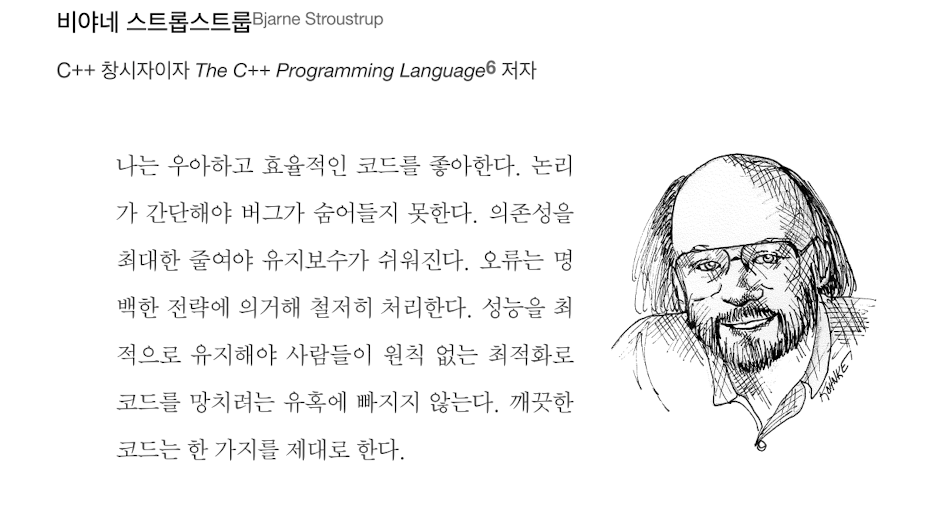 비야네 스트롭스트룹Bjarne Stroustrup
C++ 창시자이자 The C++ Programming Language6 저자
나는 우아하고 효율적인 코드를 좋아한다. 논리
가 간단해야 버그가 숨어들지 못한다. 의존성을
최대한 줄여야 유지보수가 쉬워진다. 오류는 명
백한 전략에 의거해 철저히 처리한다. 성능을 최
적으로 유지해야 사람들이 원칙 없는 최적화로
코드를 망치려는 유혹에 빠지지 않는다. 깨끗한
코드는 한 가지를 제대로 한다.